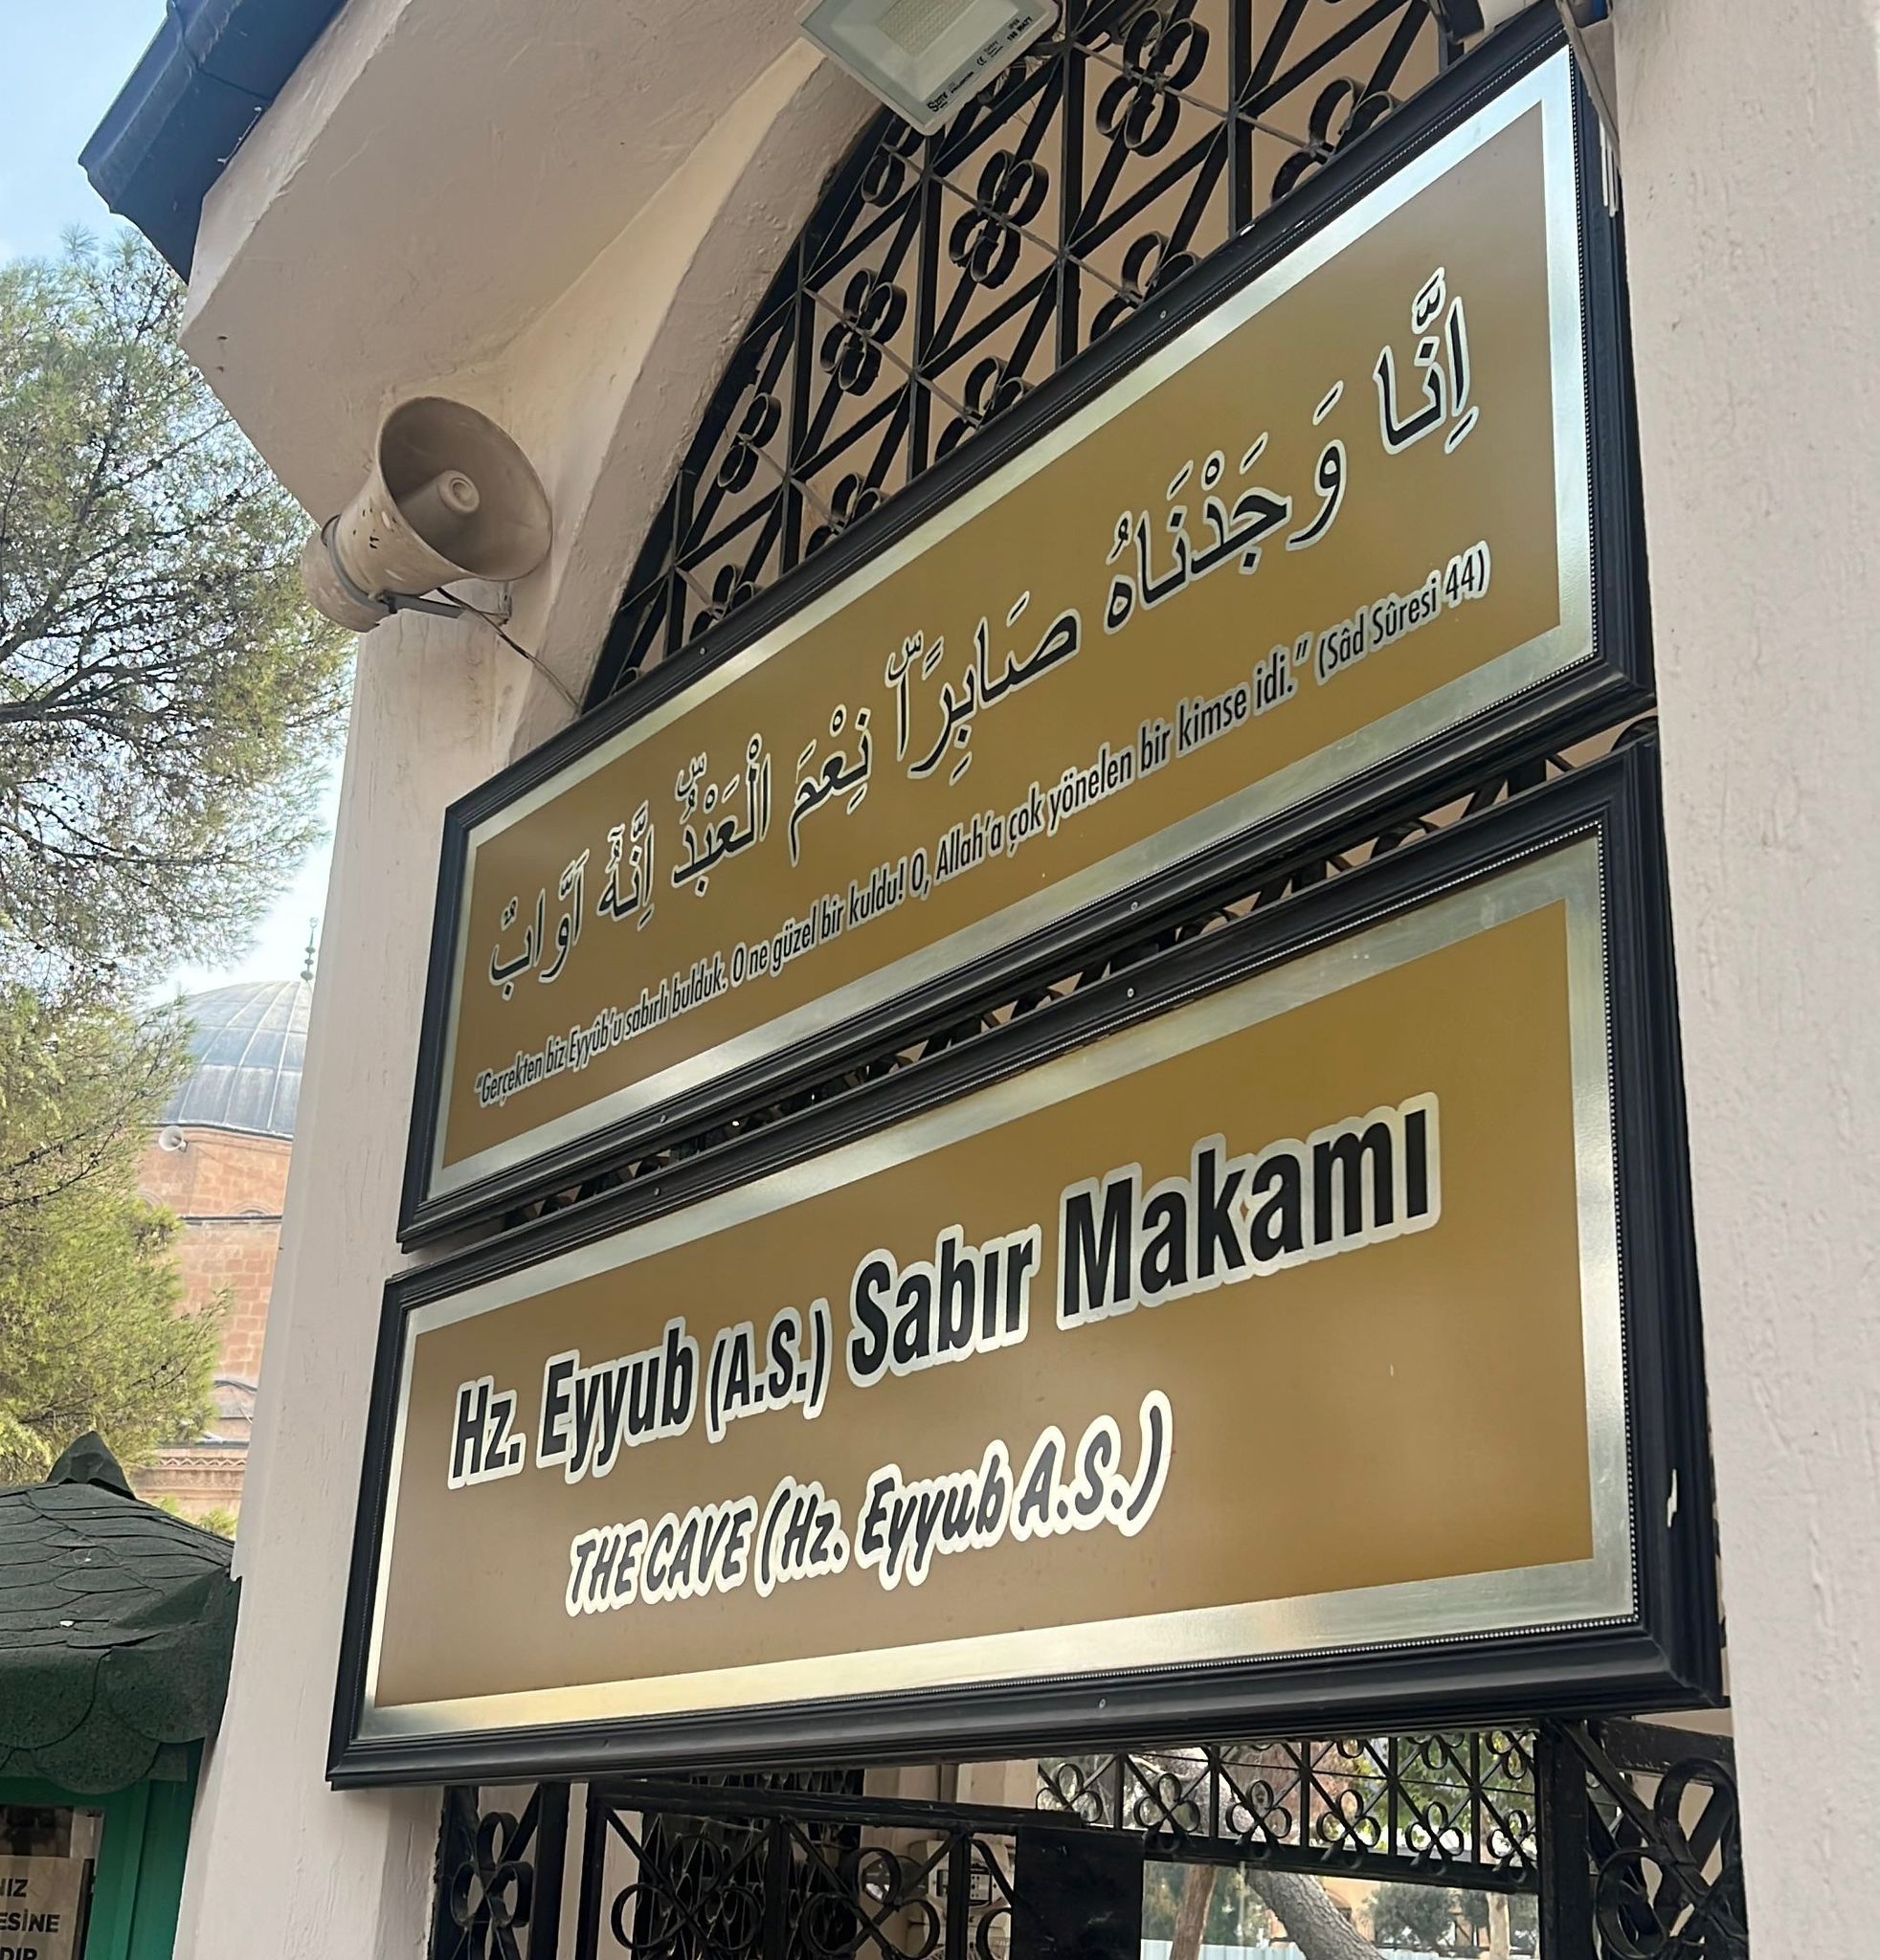 اِنَّا وَجَدْنَاهُ صَابِرًاۜ نِعْمَ الْعَبْدُۜ اِنَّهُٓ اَوَّابٌ
“Gerçekten biz Eyyûb’u sabırlı bulduk. O ne güzel bir kuldu! O, Allah’a çok yönelen bir kimse idi.” (Sâd Sûresi 44)
Hz. Eyyub (A.S.) Sabır Makamı
THE CAVE (Hz. Eyyub A.S.)